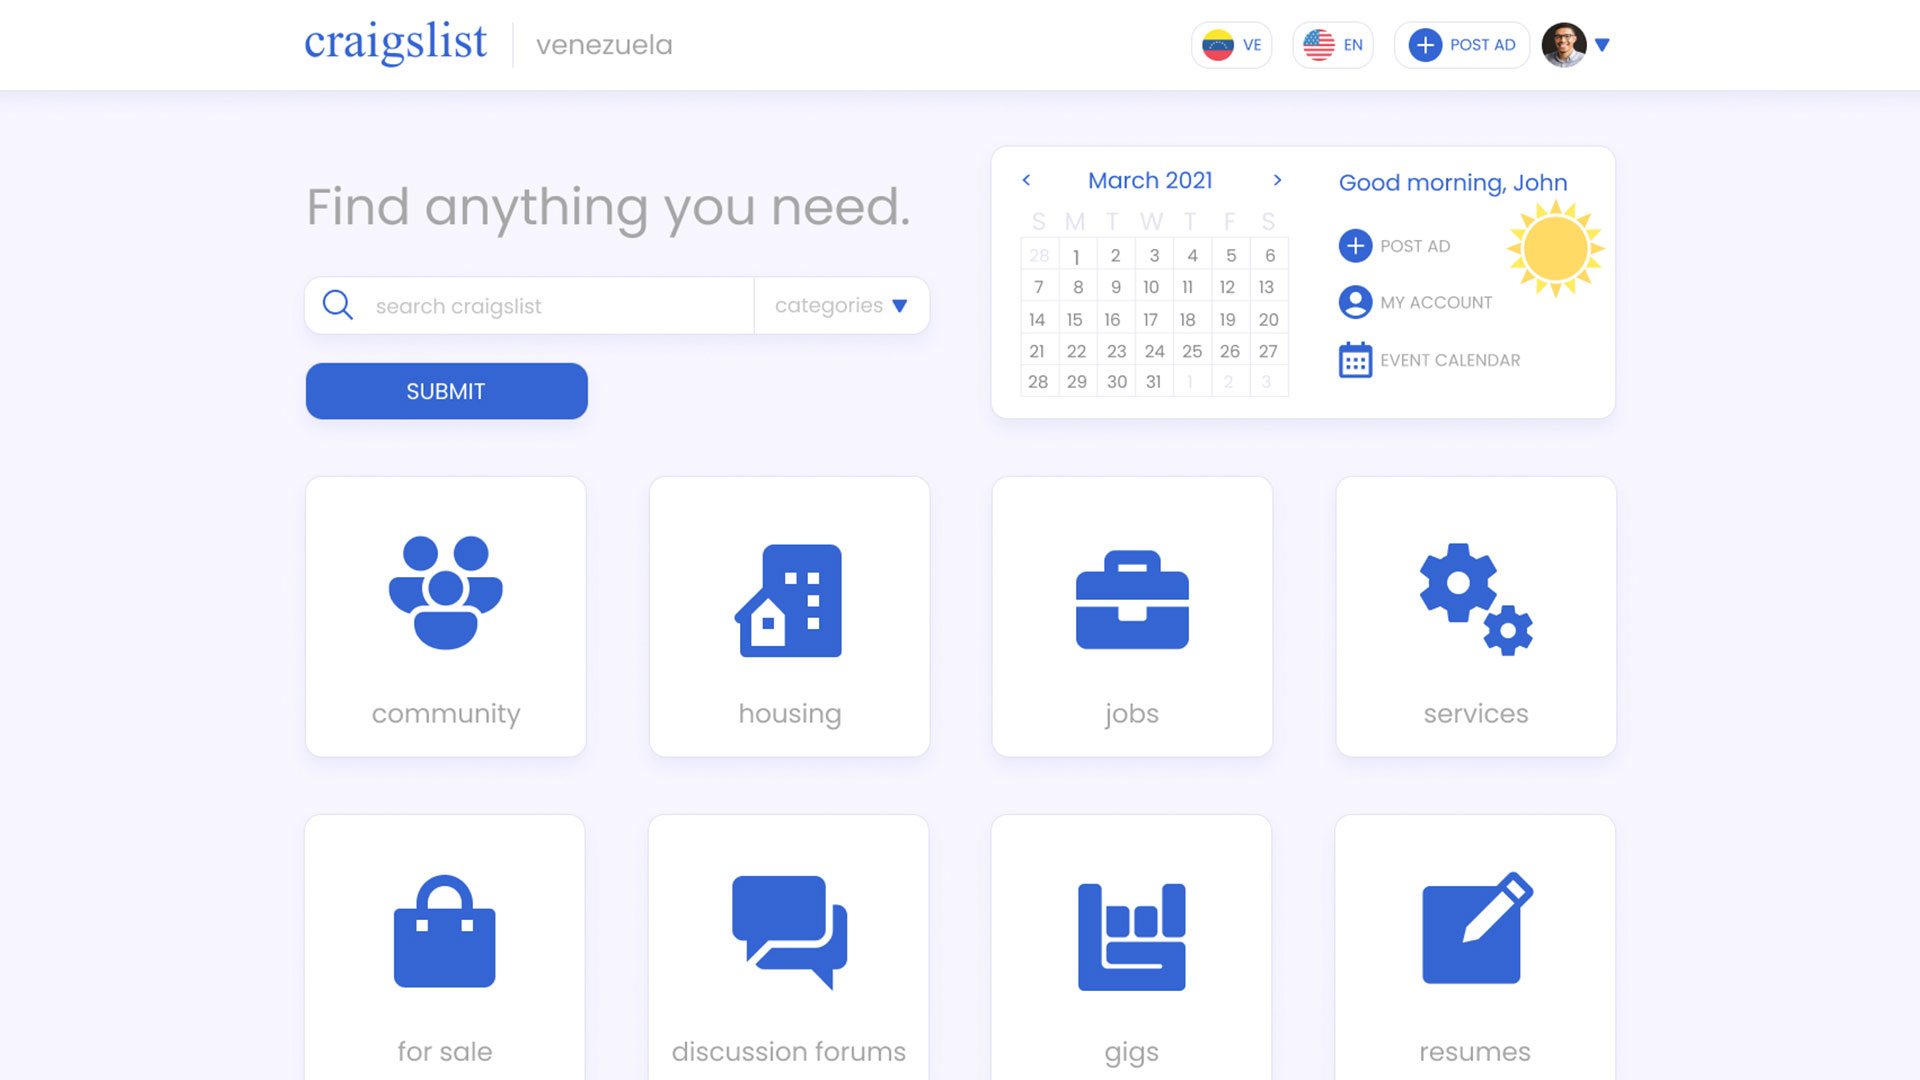 craigslist
venezuela
VE
EN
POST AD
Find anything you need.
search craigslist
categories
SUBMIT
< March 2021 >
S M T W T F S
28 1 2 3 4 5 6
7 8 9 10 11 12 13
14 15 16 17 18 19 20
21 22 23 24 25 26 27
28 29 30 31 1 2 3
Good morning, John
POST AD
MY ACCOUNT
EVENT CALENDAR
community
housing
jobs
services
for sale
discussion forums
gigs
resumes